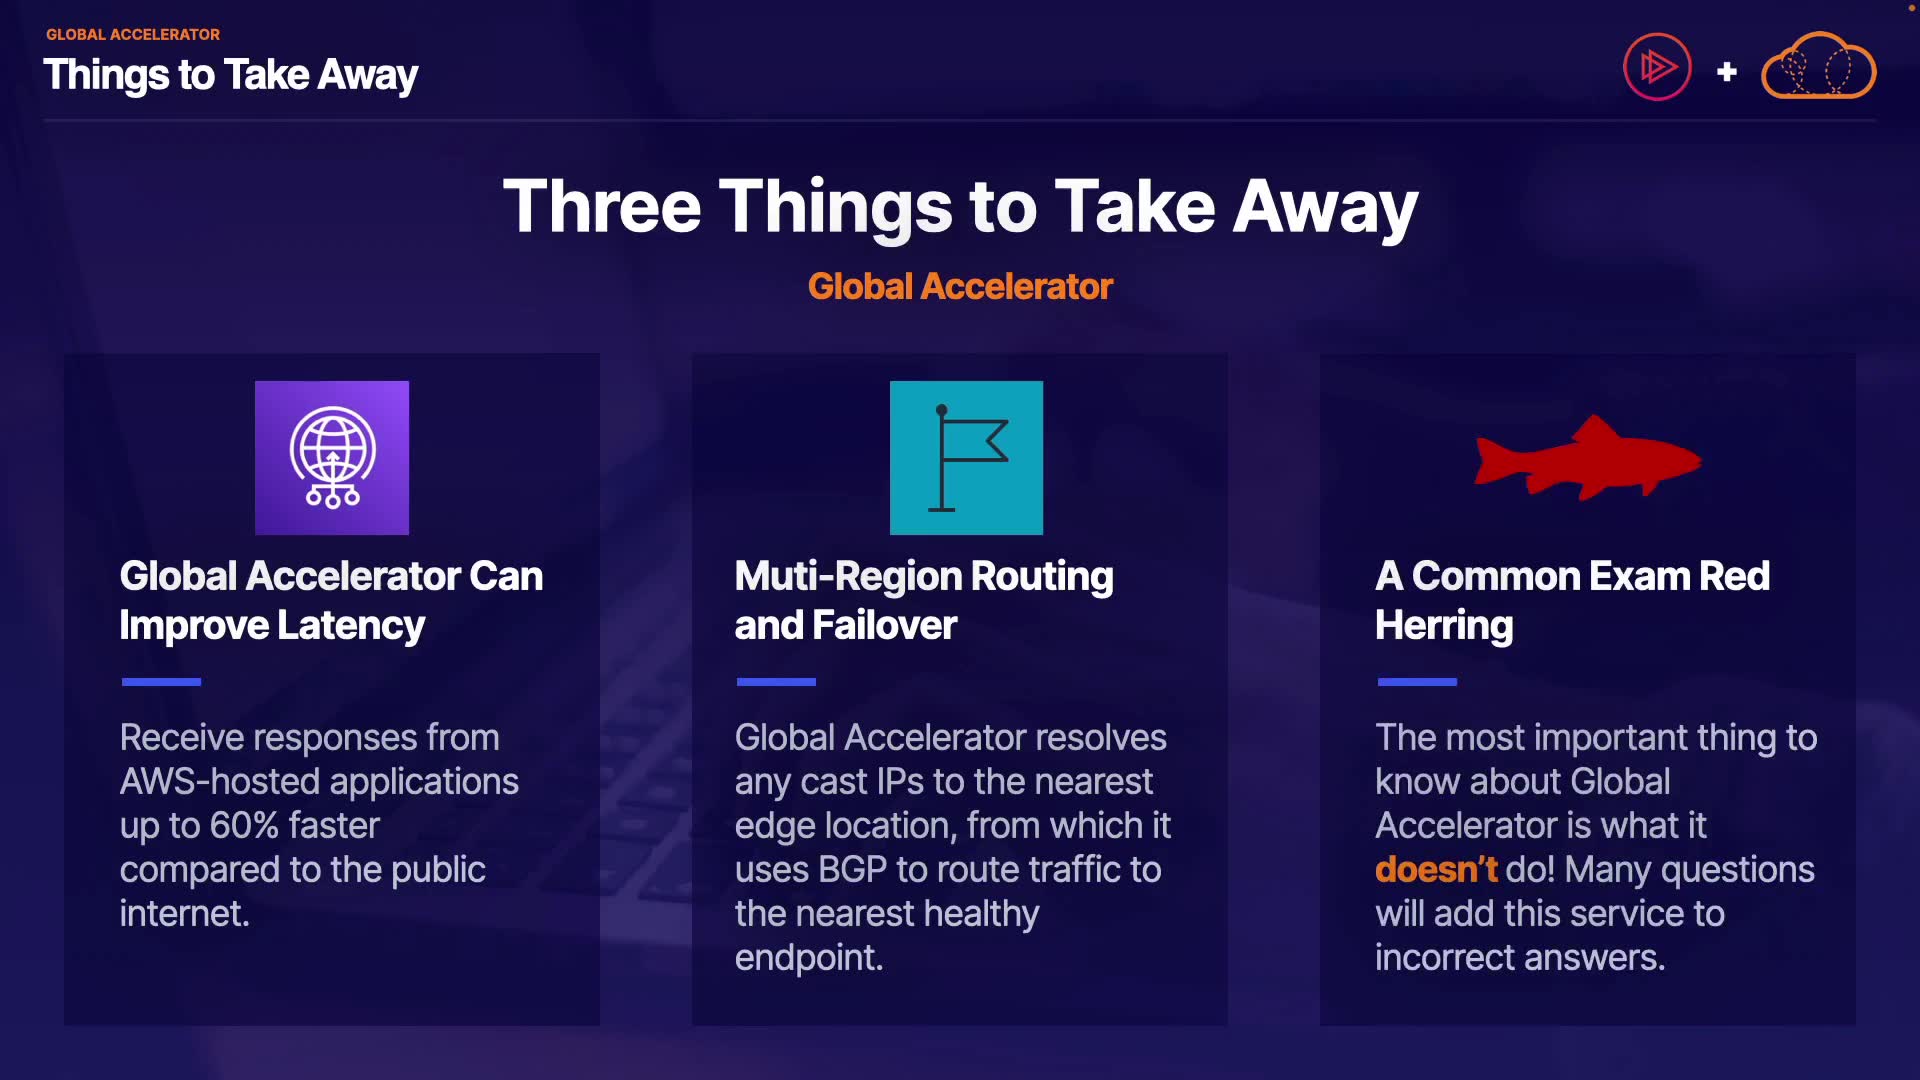 GLOBAL ACCELERATOR
Things to Take Away
Three Things to Take Away
Global Accelerator
Global Accelerator Can
Improve Latency
Receive responses from
AWS-hosted applications
up to 60% faster
compared to the public
internet.
Muti-Region Routing
and Failover
Global Accelerator resolves
any cast IPs to the nearest
edge location, from which it
uses BGP to route traffic to
the nearest healthy
endpoint.
A Common Exam Red
Herring
The most important thing to
know about Global
Accelerator is what it
doesn't do! Many questions
will add this service to
incorrect answers.